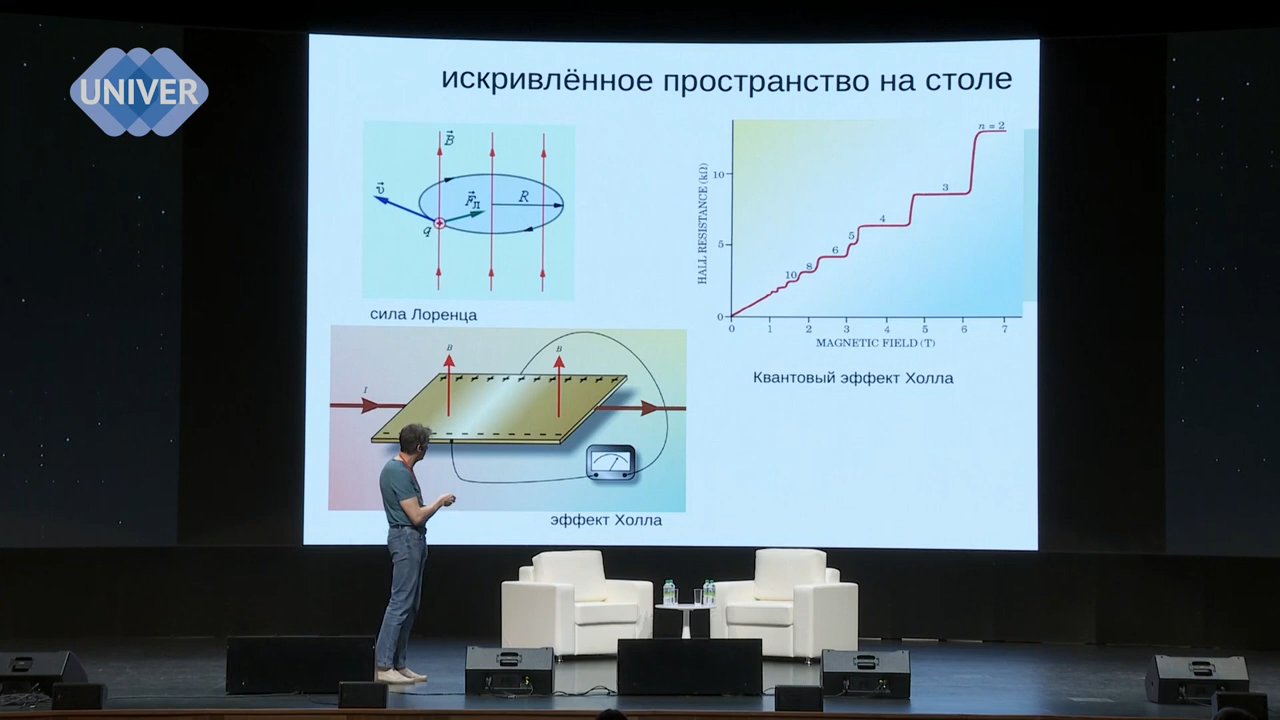 UNIVER
искривлённое пространство на столе
B
υ
Fл
R
q
сила Лоренца
B
B
I
эффект Холла
HALL RESISTANCE (kΩ)
10
5
0
n = 2
3
4
5
6
8
10
0 1 2 3 4 5 6 7
MAGNETIC FIELD (T)
Квантовый эффект Холла